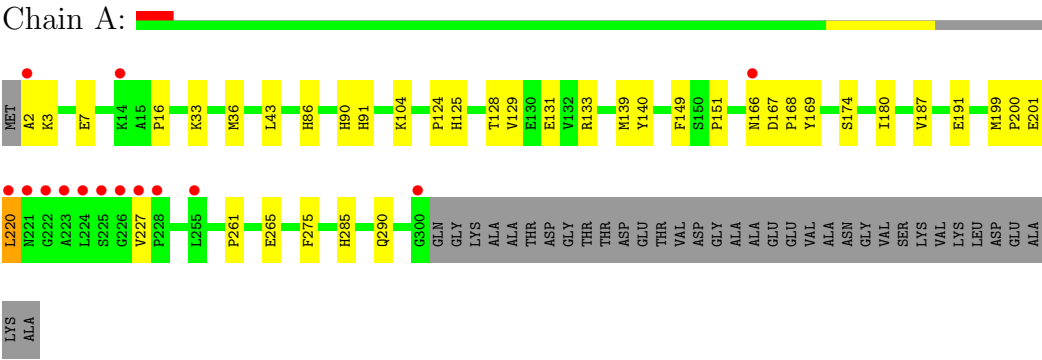 Chain A:
MET A2 K3 E7 K14 A15 P16 K33 M36 L43 H86 H90 H91 K104 P124 H125 T128 V129 E130 E131 V132 R133 M139 Y140 F149 S150 P151 N166 D167 P168 Y169 S174 I180 V187 E191 M199 P200 E201
L220 N221 G222 A223 L224 S225 G226 V227 P228 L255 P261 E265 F275 H285 Q290 G300 GLN GLY LYS ALA ALA THR ASP GLY THR THR ASP GLU THR VAL ASP GLY ALA ALA GLU GLU VAL ALA ASN GLY VAL SER LYS VAL LYS LEU ASP GLU ALA
LYS ALA